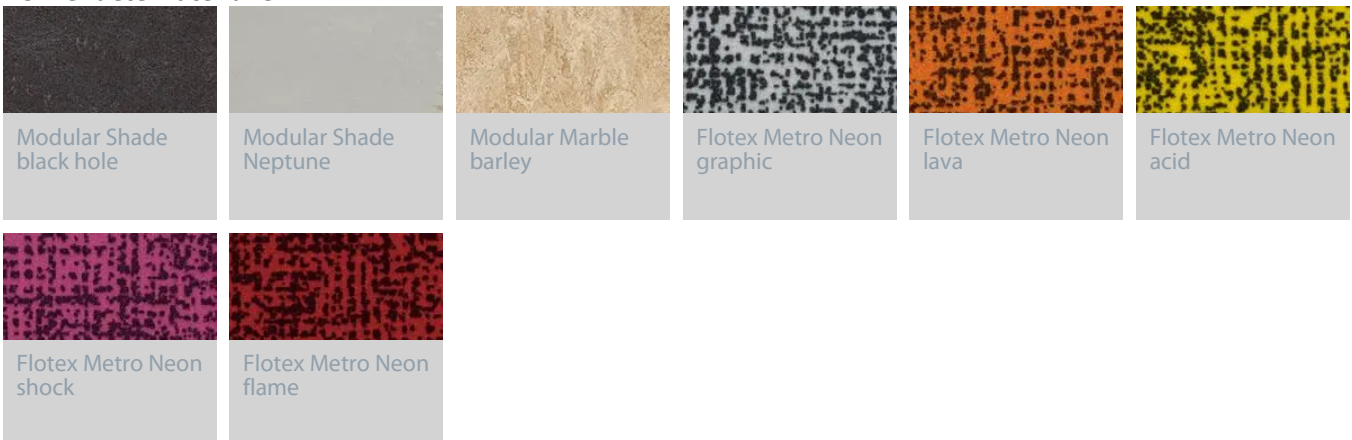 Modular Shade
black hole
Modular Shade
Neptune
Modular Marble
barley
Flotex Metro Neon
graphic
Flotex Metro Neon
lava
Flotex Metro Neon
acid
Flotex Metro Neon
shock
Flotex Metro Neon
flame